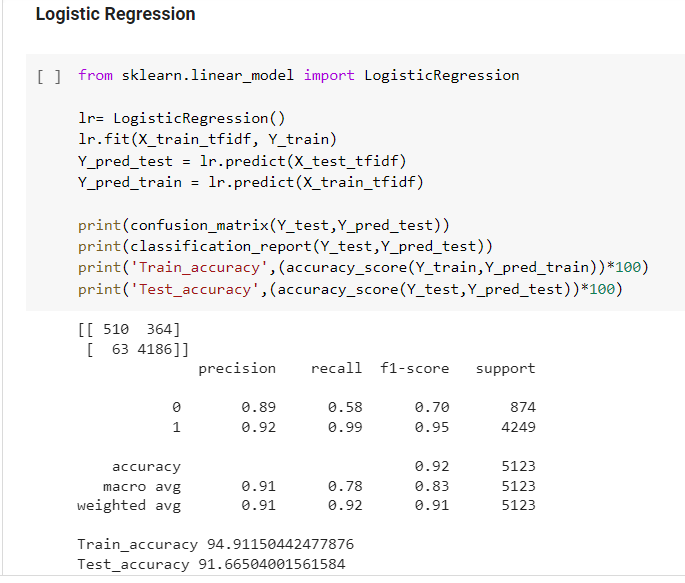 Logistic Regression
[ ] from sklearn.linear_model import LogisticRegression
lr= LogisticRegression()
lr.fit(X_train_tfidf, Y_train)
Y_pred_test = lr.predict(X_test_tfidf)
Y_pred_train = lr.predict(X_train_tfidf)
print(confusion_matrix(Y_test,Y_pred_test))
print(classification_report(Y_test,Y_pred_test))
print('Train_accuracy',(accuracy_score(Y_train,Y_pred_train))*100)
print('Test_accuracy',(accuracy_score(Y_test,Y_pred_test))*100)
[[ 510 364]
[ 63 4186]]
precision recall f1-score support
0 0.89 0.58 0.70 874
1 0.92 0.99 0.95 4249
accuracy 0.92 5123
macro avg 0.91 0.78 0.83 5123
weighted avg 0.91 0.92 0.91 5123
Train_accuracy 94.91150442477876
Test_accuracy 91.66504001561584